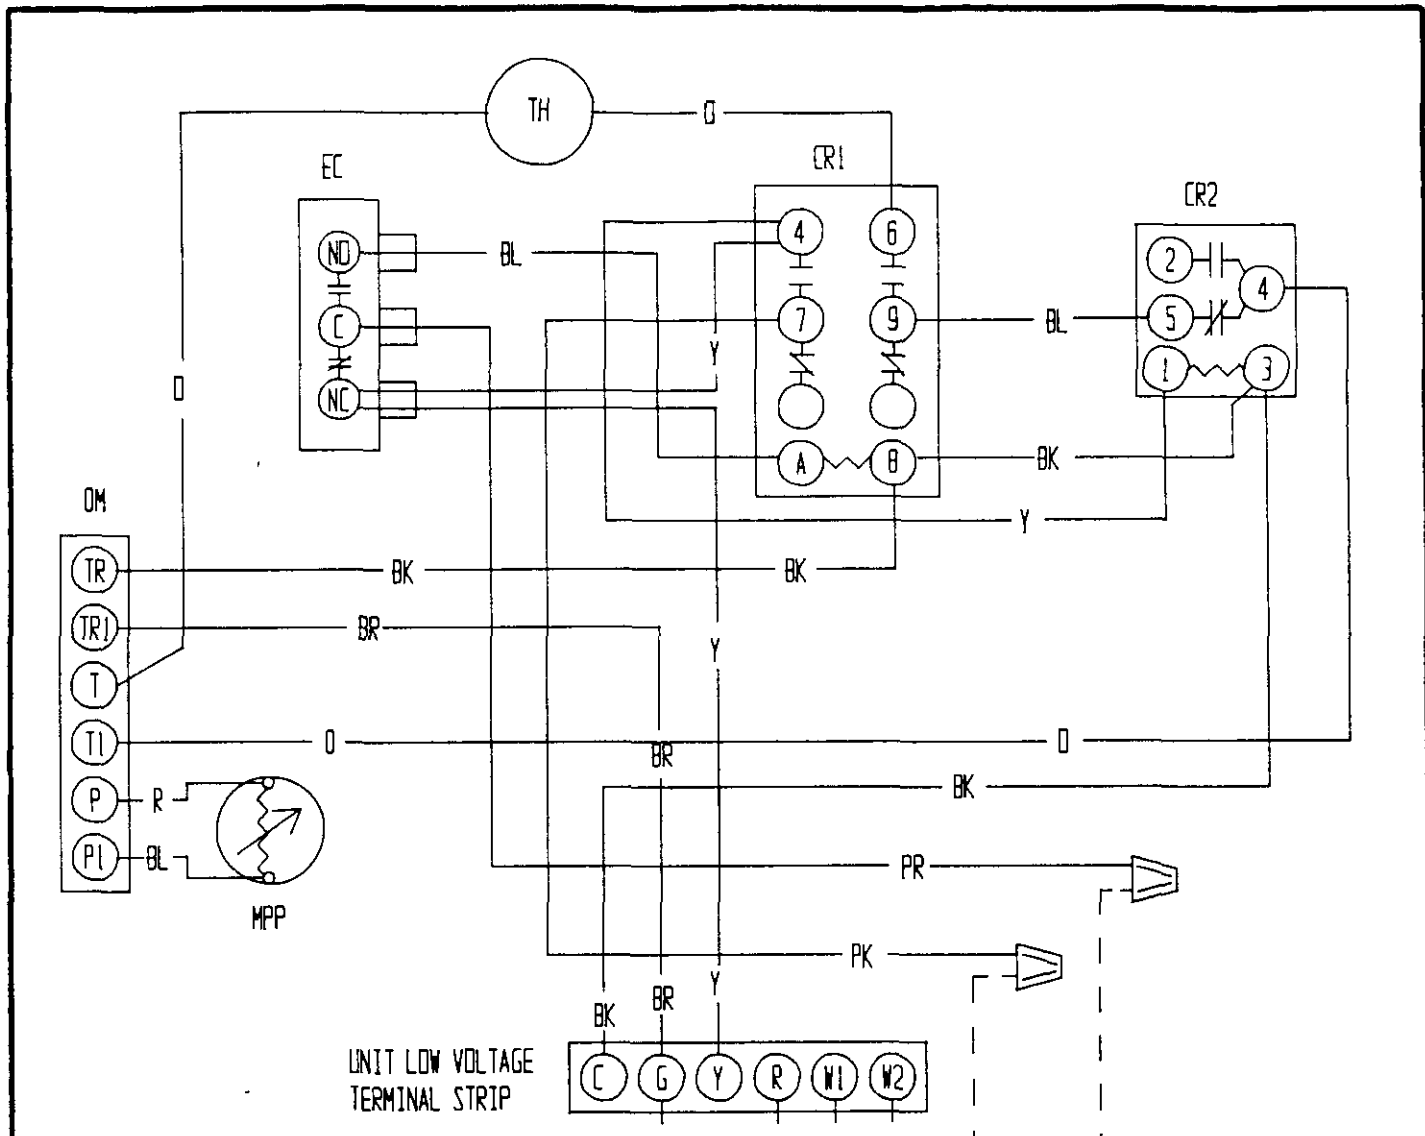 TH
O
EC
CR1
CR2
NO
BL
4
6
2
4
C
7
9
BL
5
Y
O
NC
1
3
A
B
BK
OM
Y
TR
BK
BK
TR1
BR
Y
T
T1
O
O
BR
P
R
BK
P1
BL
PR
MPP
PK
Y
BR
BK
UNIT LOW VOLTAGE
TERMINAL STRIP
C G Y R W1 W2